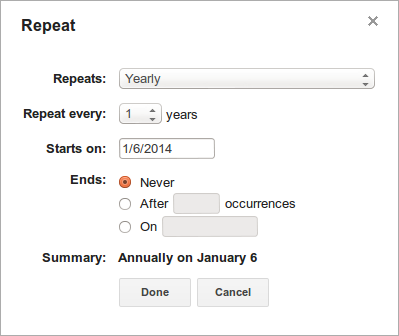 Repeat
Repeats: Yearly
Repeat every: 1 years
Starts on: 1/6/2014
Ends: Never
After occurrences
On
Summary: Annually on January 6
Done Cancel